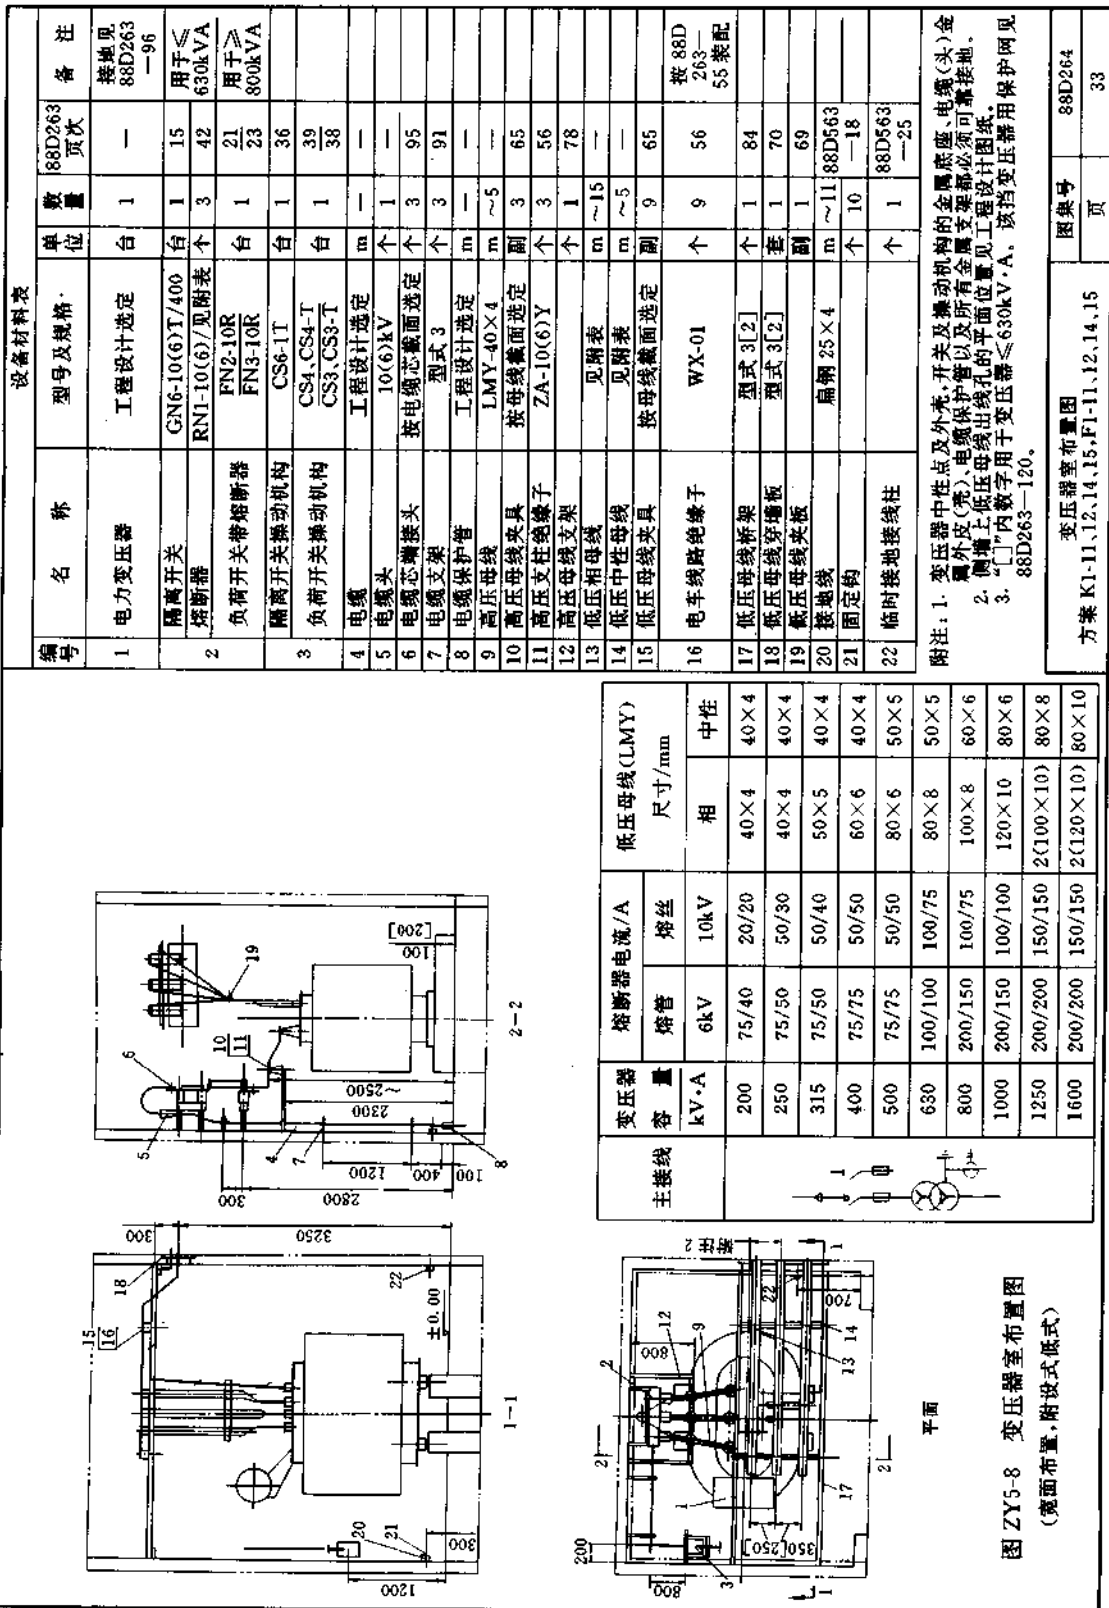 设备材料表
编号 名称 型号及规格 单位 数量 88D263页次 备注
1 电力变压器 工程设计选定 台 1 — 接地见88D263—96
2 隔离开关 GN6-10(6)T/400 台 1 15 用于≤630kVA
熔断器 RN1-10(6)/见附表 个 3 42
负荷开关带熔断器 FN2-10R FN3-10R 台 1 21 23 用于≥800kVA
3 隔离开关操动机构 CS6-1T 台 1 36
负荷开关操动机构 CS4、CS4-T CS3、CS3-T 台 1 39 38
4 电缆 工程设计选定 m — —
5 电缆头 10(6)kV 个 1 —
6 电缆芯端接头 按电缆芯截面选定 个 3 95
7 电缆支架 型式 3 个 3 91
8 电缆保护管 工程设计选定 m — —
9 高压母线 LMY-40×4 m ~5 —
10 高压母线夹具 按母线截面选定 副 3 65
11 高压支柱绝缘子 ZA-10(6)Y 个 3 56
12 高压母线支架 个 1 78
13 低压相母线 见附表 m ~15 —
14 低压中性母线 见附表 m ~5 —
15 低压母线夹具 按母线截面选定 副 9 65
16 电车线路绝缘子 WX-01 个 9 56 按 88D263—55 装配
17 低压母线桥架 型式 3[2] 个 1 84
18 低压母线穿墙板 型式 3[2] 套 1 70
19 低压母线夹板 副 1 69
20 接地线 扁钢 25×4 m ~11 88D563—18
21 固定钩 个 10
22 临时接地接线柱 个 1 88D563—25
附注：1. 变压器中性点及外壳、开关及操动机构的金属底座、电缆(头)金
属外皮(壳)、电缆保护管以及所有金属支架都必须可靠接地。
2. 侧墙上低压母线出线孔的平面位置见工程设计图纸。
3. “[ ]”内数字用于变压器≤630kV·A。该挡变压器用保护网见
88D263—120。
变压器室布置图
方案 K1-11、12、14、15,F1-11、12、14、15
图集号 88D264
页 33
15
16
18
300
3250
22
±0.00
20
21
300
1200
1—1
5
6
10
11
19
4
7
8
300
2800
1200
400
100
2300
~2500
100
[200]
2—2
2
12
9
1
3
13
14
17
22
800
200
800
350[250]
700
附注 2
1
1
2
2
平面
主接线
变压器容量 kV·A 熔断器电流/A 低压母线(LMY)尺寸/mm
熔管 熔丝
6kV 10kV 相 中性
200 75/40 20/20 40×4 40×4
250 75/50 50/30 40×4 40×4
315 75/50 50/40 50×5 40×4
400 75/75 50/50 60×6 40×4
500 75/75 50/50 80×6 50×5
630 100/100 100/75 80×8 50×5
800 200/150 100/75 100×8 60×6
1000 200/150 100/100 120×10 80×6
1250 200/200 150/150 2(100×10) 80×8
1600 200/200 150/150 2(120×10) 80×10
图 ZY5-8 变压器室布置图
(宽面布置,附设式低式)